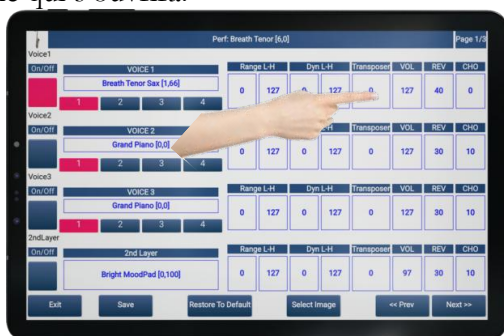 Perf: Breath Tenor [6,0] Page 1/3
Voice1
On/Off VOICE 1 Range L-H Dyn L-H Transposer VOL REV CHO
Breath Tenor Sax [1,66] 0 127 0 127 0 127 40 0
1 2 3 4
Voice2
On/Off VOICE 2 Transposer VOL REV CHO
Grand Piano [0,0] 0 127 0 127 0 127 30 10
1 2 3 4
Voice3
On/Off VOICE 3 Range L-H Dyn L-H Transposer VOL REV CHO
Grand Piano [0,0] 0 127 0 127 0 127 30 10
1 2 3 4
2ndLayer
On/Off 2nd Layer Range L-H Dyn L-H Transposer VOL REV CHO
Bright MoodPad [0,100] 0 127 0 127 0 97 30 10
Exit Save Restore To Default Select Image << Prev Next >>